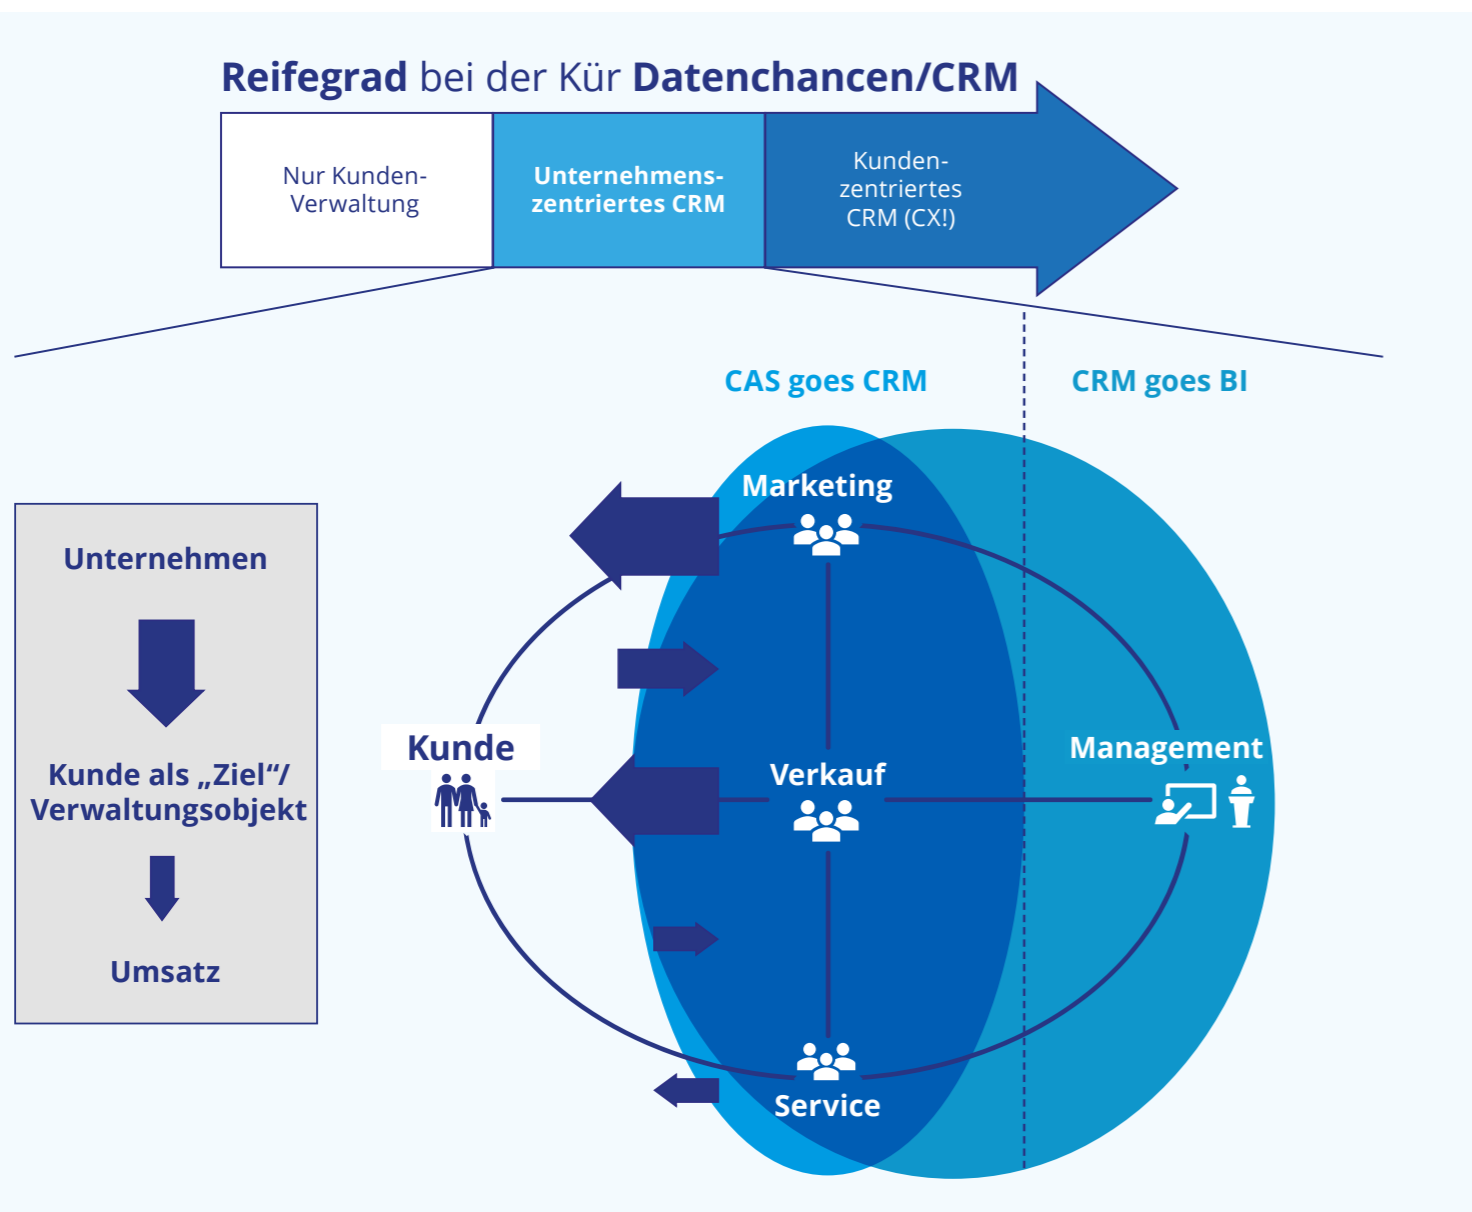 Reifegrad bei der Kür Datenchancen/CRM
Nur Kunden-
Verwaltung
Unternehmens-
zentriertes CRM
Kunden-
zentriertes
CRM (CX!)
CAS goes CRM
CRM goes BI
Unternehmen
Kunde als „Ziel“/
Verwaltungsobjekt
Umsatz
Marketing
Kunde
Verkauf
Management
Service